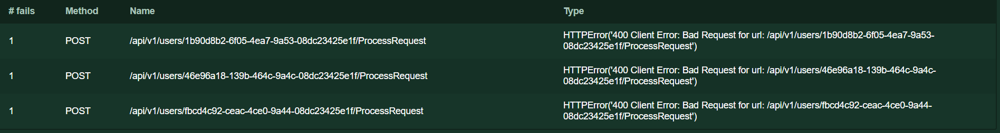 # fails Method Name Type
1 POST /api/v1/users/1b90d8b2-6f05-4ea7-9a53-08dc23425e1f/ProcessRequest HTTPError('400 Client Error: Bad Request for url: /api/v1/users/1b90d8b2-6f05-4ea7-9a53-
08dc23425e1f/ProcessRequest')
1 POST /api/v1/users/46e96a18-139b-464c-9a4c-08dc23425e1f/ProcessRequest HTTPError('400 Client Error: Bad Request for url: /api/v1/users/46e96a18-139b-464c-9a4c-
08dc23425e1f/ProcessRequest')
1 POST /api/v1/users/fbcd4c92-ceac-4ce0-9a44-08dc23425e1f/ProcessRequest HTTPError('400 Client Error: Bad Request for url: /api/v1/users/fbcd4c92-ceac-4ce0-9a44-
08dc23425e1f/ProcessRequest')